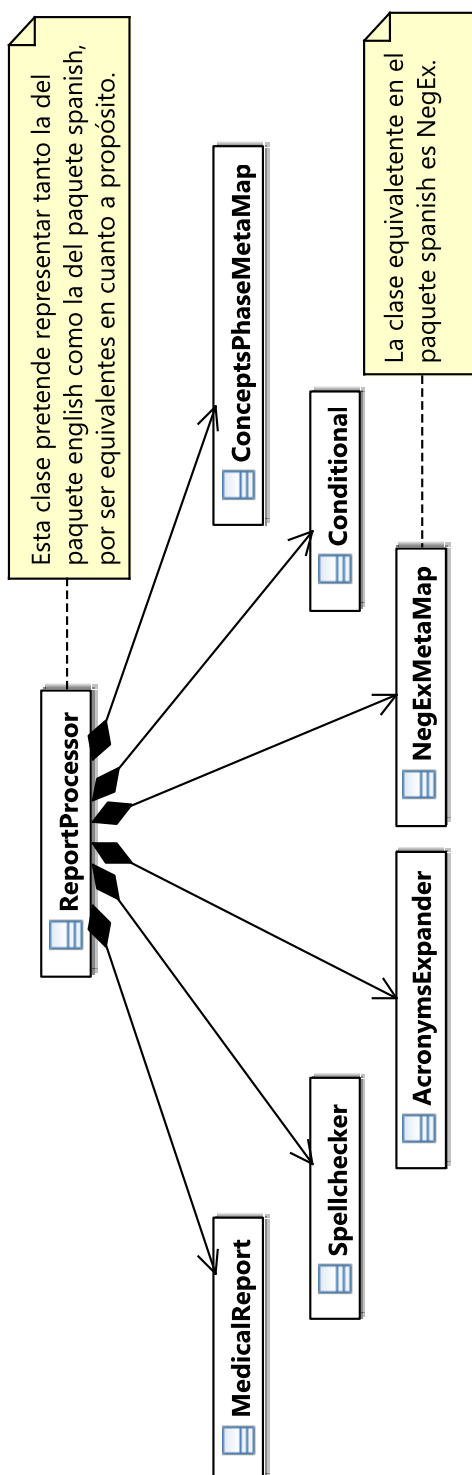 Esta clase pretende representar tanto la del
paquete english como la del paquete spanish,
por ser equivalentes en cuanto a propósito.
ReportProcessor
MedicalReport
ConceptsPhaseMetaMap
Spellchecker
Conditional
AcronymsExpander
NegExMetaMap
La clase equivaletente en el
paquete spanish es NegEx.